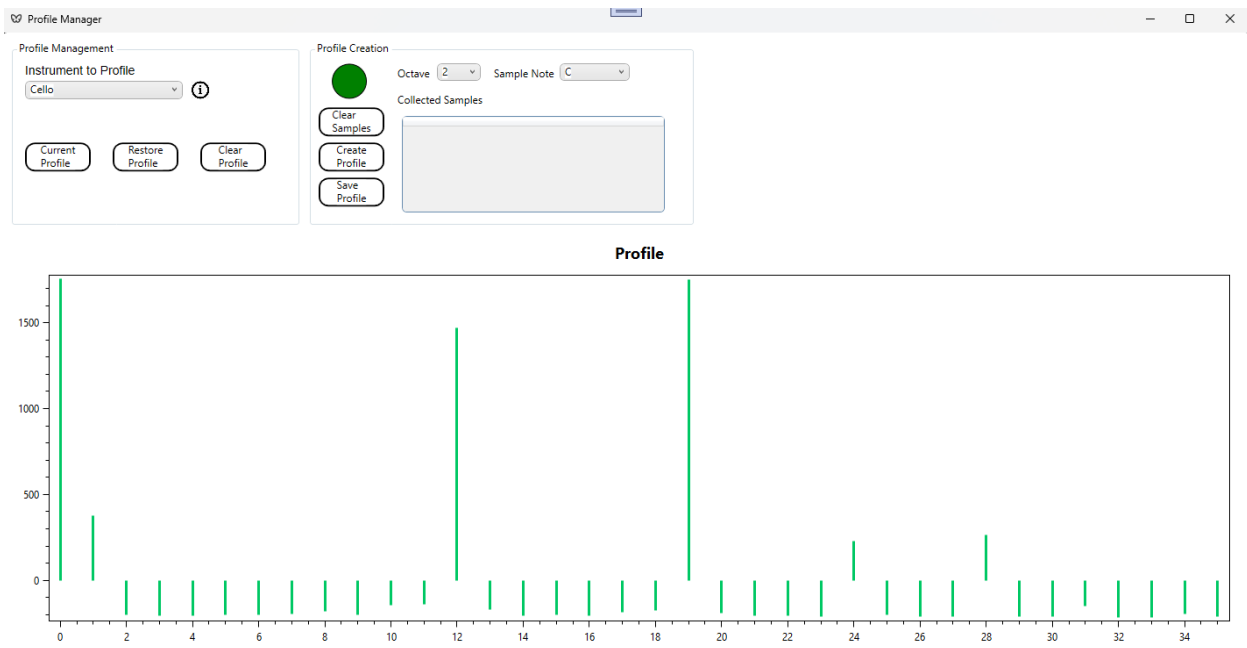 Profile Manager
Profile Management
Instrument to Profile
Cello
Current
Profile
Restore
Profile
Clear
Profile
Profile Creation
Octave 2 Sample Note C
Collected Samples
Clear
Samples
Create
Profile
Save
Profile
Profile
1500
1000
500
0
0 2 4 6 8 10 12 14 16 18 20 22 24 26 28 30 32 34